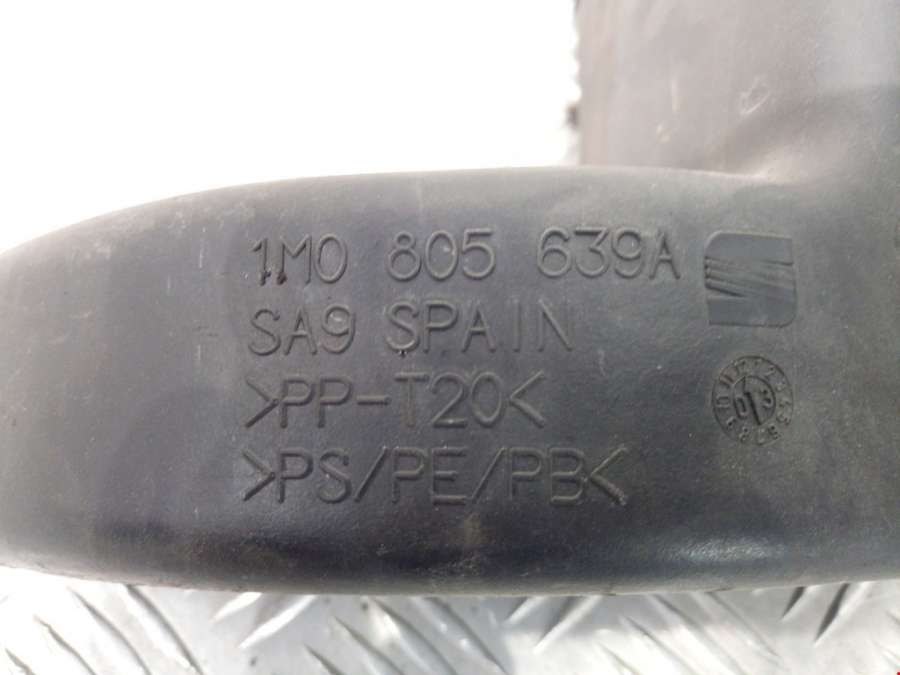 1M0 805 639A
SA9 SPAIN
>PP-T20<
>PS/PE/PB<